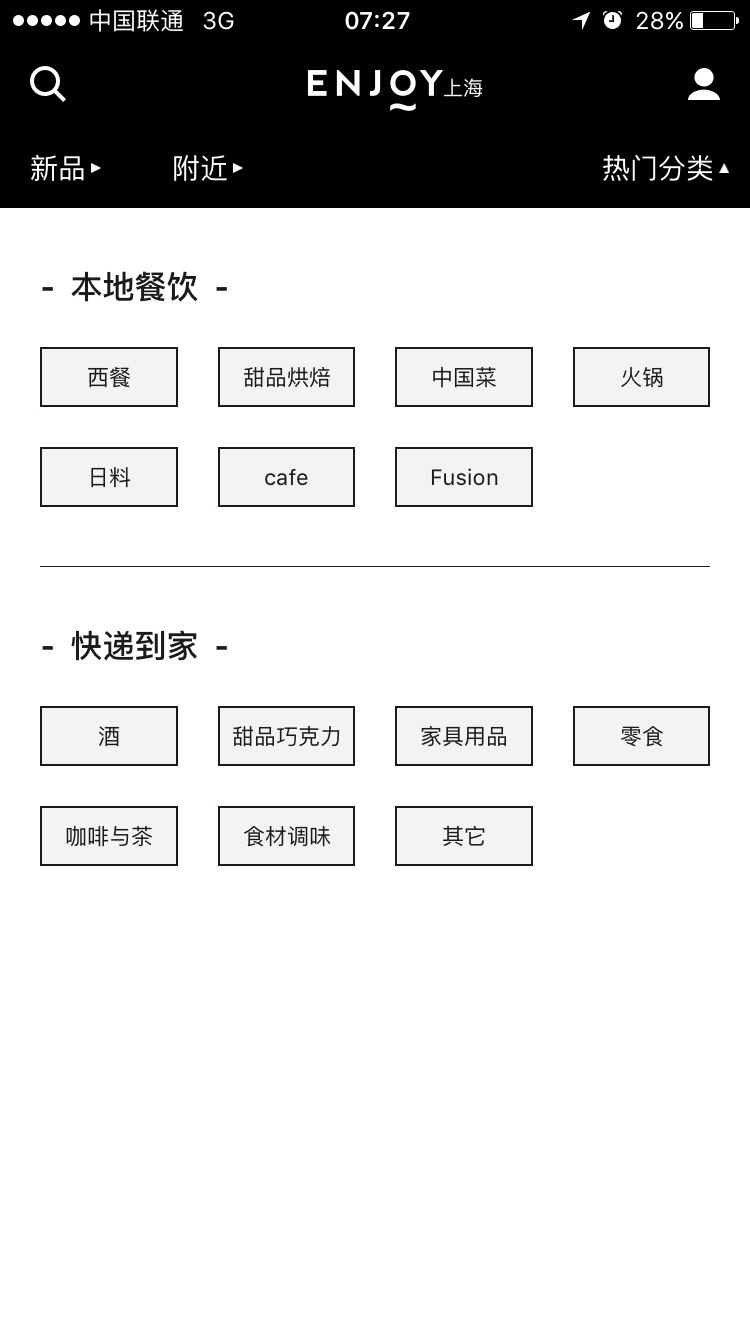 中国联通 3G 07:27 28%
ENJOY上海
新品 附近 热门分类
- 本地餐饮 -
西餐 甜品烘焙 中国菜 火锅
日料 cafe Fusion
- 快递到家 -
酒 甜品巧克力 家具用品 零食
咖啡与茶 食材调味 其它